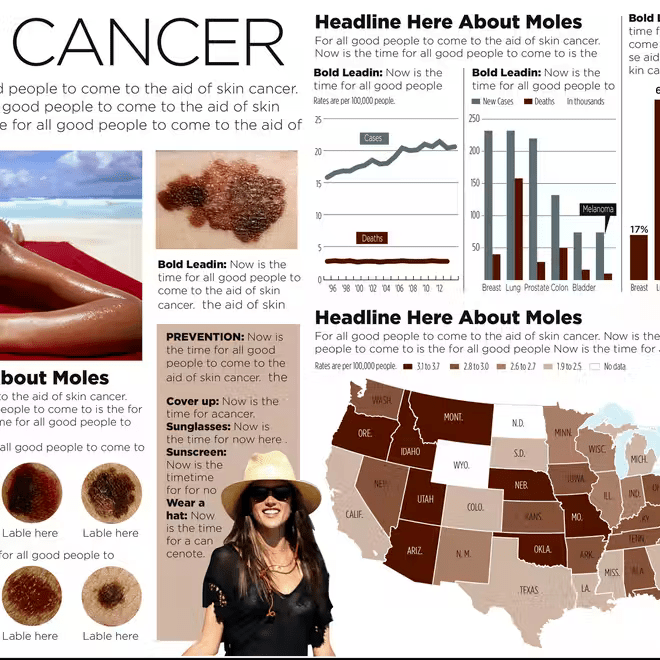 CANCER
people to come to the aid of skin cancer.
good people to come to the aid of skin
for all good people to come to the aid of
Bold Leadin: Now is the
time for all good people to
come to the aid of skin
cancer. the aid of skin
PREVENTION: Now is
the time for all good
people to come to the
aid of skin cancer. the
Cover up: Now is the
time for acancer.
Sunglasses: Now is
the time for now here .
Sunscreen:
Now is the
timetime
for for no
Wear a
hat: Now
is the time
for a can
cenote.
bout Moles
to the aid of skin cancer.
eople to come to is the for
me for all good people to
all good people to come to
Lable here
Lable here
for all good people to
Lable here
Lable here
Headline Here About Moles
For all good people to come to the aid of skin cancer.
Now is the time for all good people to come to is the
Bold Leadin: Now is the
time for all good people
Rates are per 100,000 people.
25
20
15
10
5
0
Cases
Deaths
'96 '98 '00 '02 '04 '06 '08 '10 '12
Bold Leadin: Now is the
time for all good people to
New Cases Deaths In thousands
250
200
150
100
50
Melanoma
Breast Lung Prostate Colon Bladder
Bold L
time f
come
se aid
kin ca
6
17%
Breast L
Headline Here About Moles
For all good people to come to the aid of skin cancer. Now is the
people to come to is the for all good people Now is the time for
Rates are per 100,000 people. 3.1 to 3.7 2.8 to 3.0 2.6 to 2.7 1.9 to 2.5 No data
WASH.
ORE.
IDAHO
MONT.
N.D.
MINN.
S.D.
WISC.
MICH.
WYO.
NEV.
UTAH
NEB.
IOWA
ILL.
IND.
OH
CALIF.
COLO.
KANS.
MO.
KY.
ARIZ.
N. M.
OKLA.
ARK.
TENN.
TEXAS
LA.
MISS.
ALA.